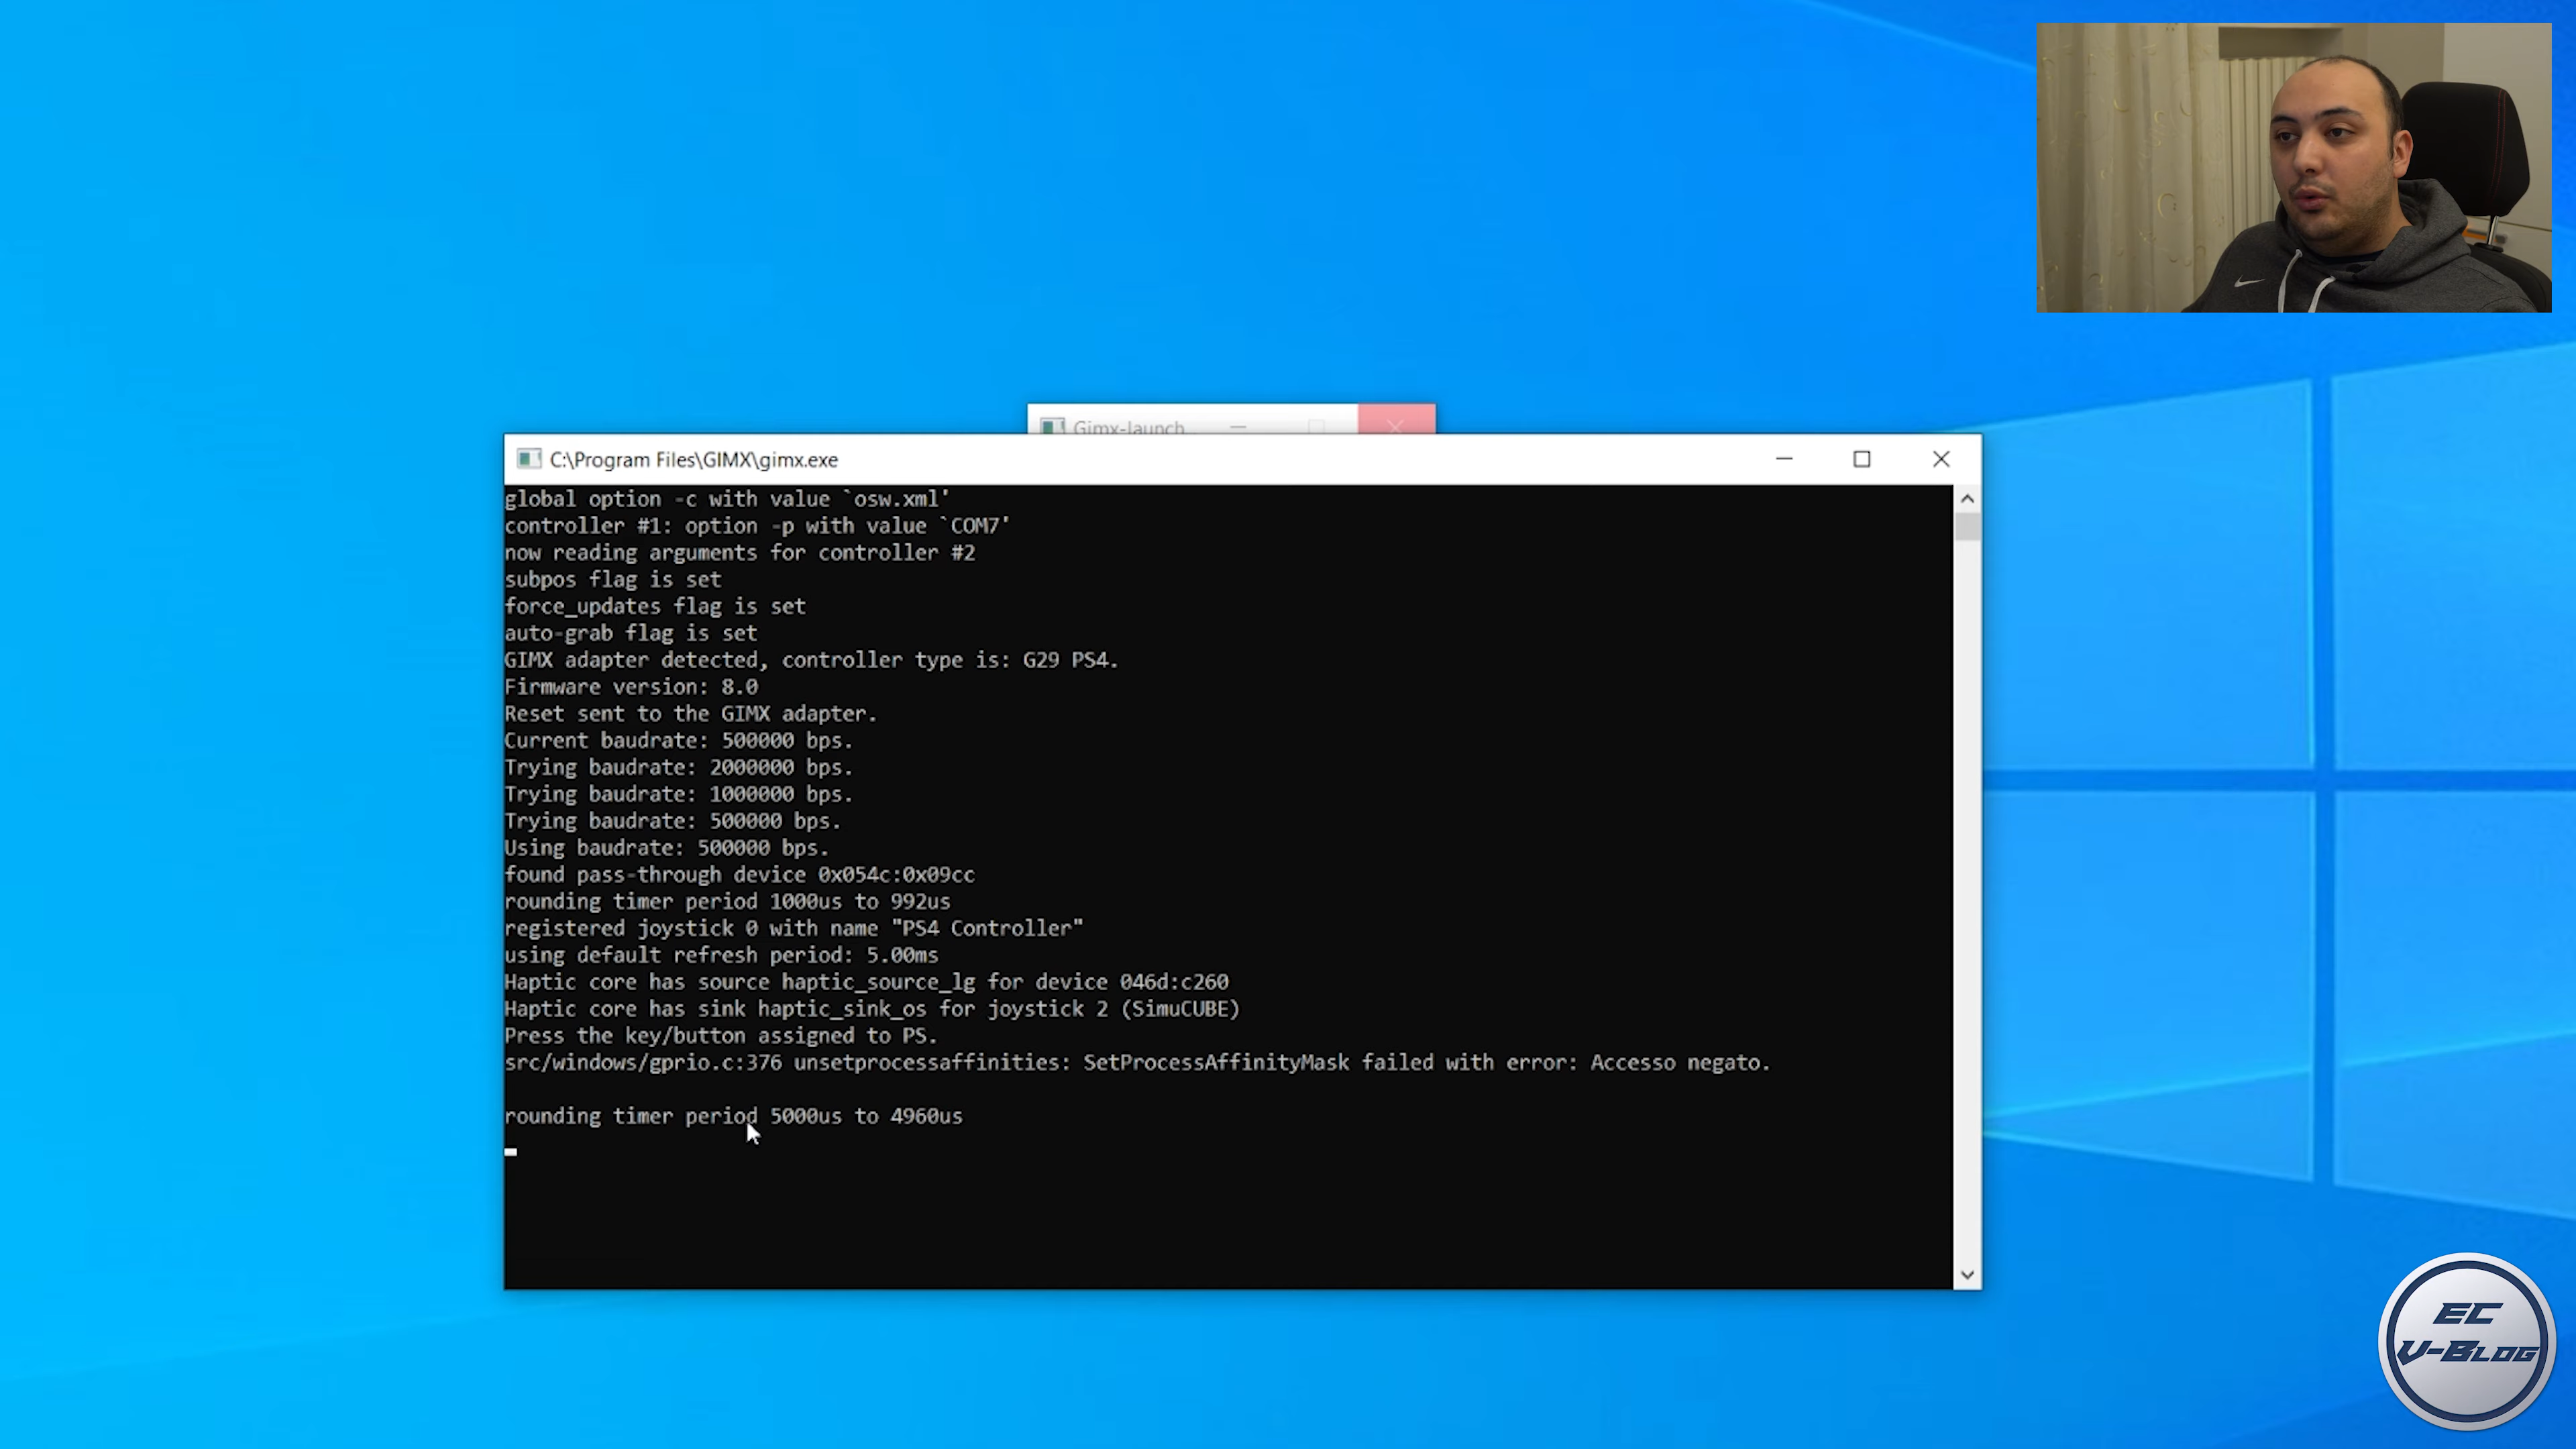 Gimx-launch...
C:\Program Files\GIMX\gimx.exe
global option -c with value `osw.xml'
controller #1: option -p with value `COM7'
now reading arguments for controller #2
subpos flag is set
force_updates flag is set
auto-grab flag is set
GIMX adapter detected, controller type is: G29 PS4.
Firmware version: 8.0
Reset sent to the GIMX adapter.
Current baudrate: 500000 bps.
Trying baudrate: 2000000 bps.
Trying baudrate: 1000000 bps.
Trying baudrate: 500000 bps.
Using baudrate: 500000 bps.
found pass-through device 0x054c:0x09cc
rounding timer period 1000us to 992us
registered joystick 0 with name "PS4 Controller"
using default refresh period: 5.00ms
Haptic core has source haptic_source_lg for device 046d:c260
Haptic core has sink haptic_sink_os for joystick 2 (SimuCUBE)
Press the key/button assigned to PS.
src/windows/gprio.c:376 unsetprocessaffinities: SetProcessAffinityMask failed with error: Accesso negato.
rounding timer period 5000us to 4960us
EC
V-BLOG